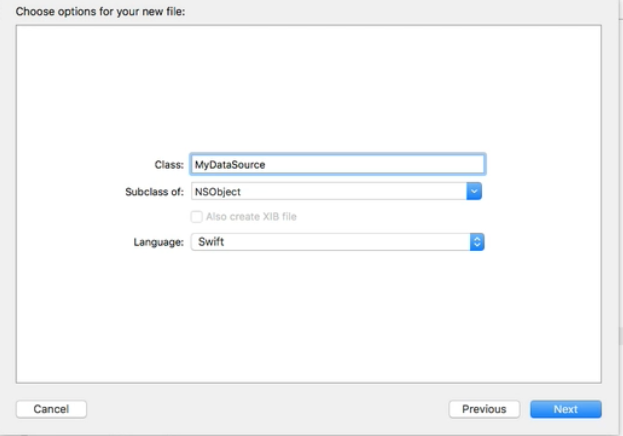 Choose options for your new file:
Class: MyDataSource
Subclass of: NSObject
Also create XIB file
Language: Swift
Cancel Previous Next